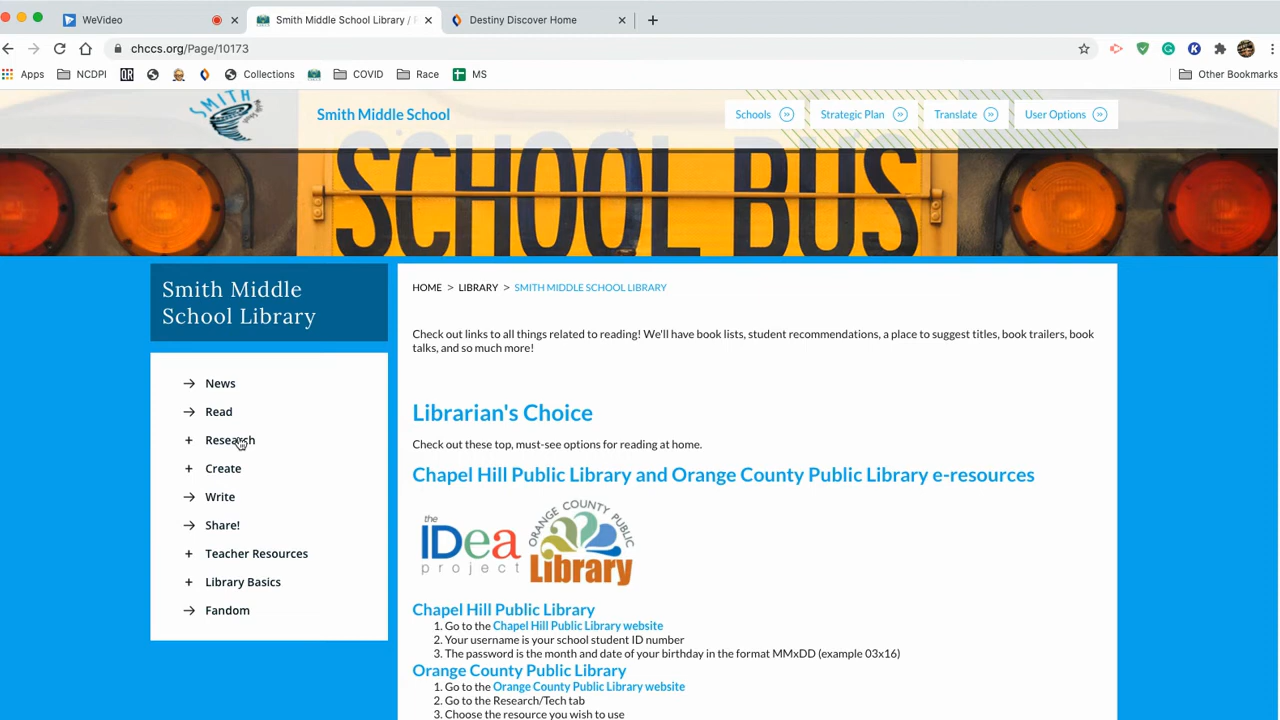 WeVideo
Smith Middle School Library /
Destiny Discover Home
chccs.org/Page/10173
Apps
NCDPI
OR
Collections
COVID
Race
MS
Other Bookmarks
SMITH
Smith Middle School
Schools
Strategic Plan
Translate
User Options
SCHOOL BUS
Smith Middle
School Library
News
Read
Research
Create
Write
Share!
Teacher Resources
Library Basics
Fandom
HOME > LIBRARY > SMITH MIDDLE SCHOOL LIBRARY
Check out links to all things related to reading! We'll have book lists, student recommendations, a place to suggest titles, book trailers, book
talks, and so much more!
Librarian's Choice
Check out these top, must-see options for reading at home.
Chapel Hill Public Library and Orange County Public Library e-resources
the
IDea
project
ORANGE COUNTY PUBLIC
Library
Chapel Hill Public Library
1. Go to the Chapel Hill Public Library website
2. Your username is your school student ID number
3. The password is the month and date of your birthday in the format MMxDD (example 03x16)
Orange County Public Library
1. Go to the Orange County Public Library website
2. Go to the Research/Tech tab
3. Choose the resource you wish to use